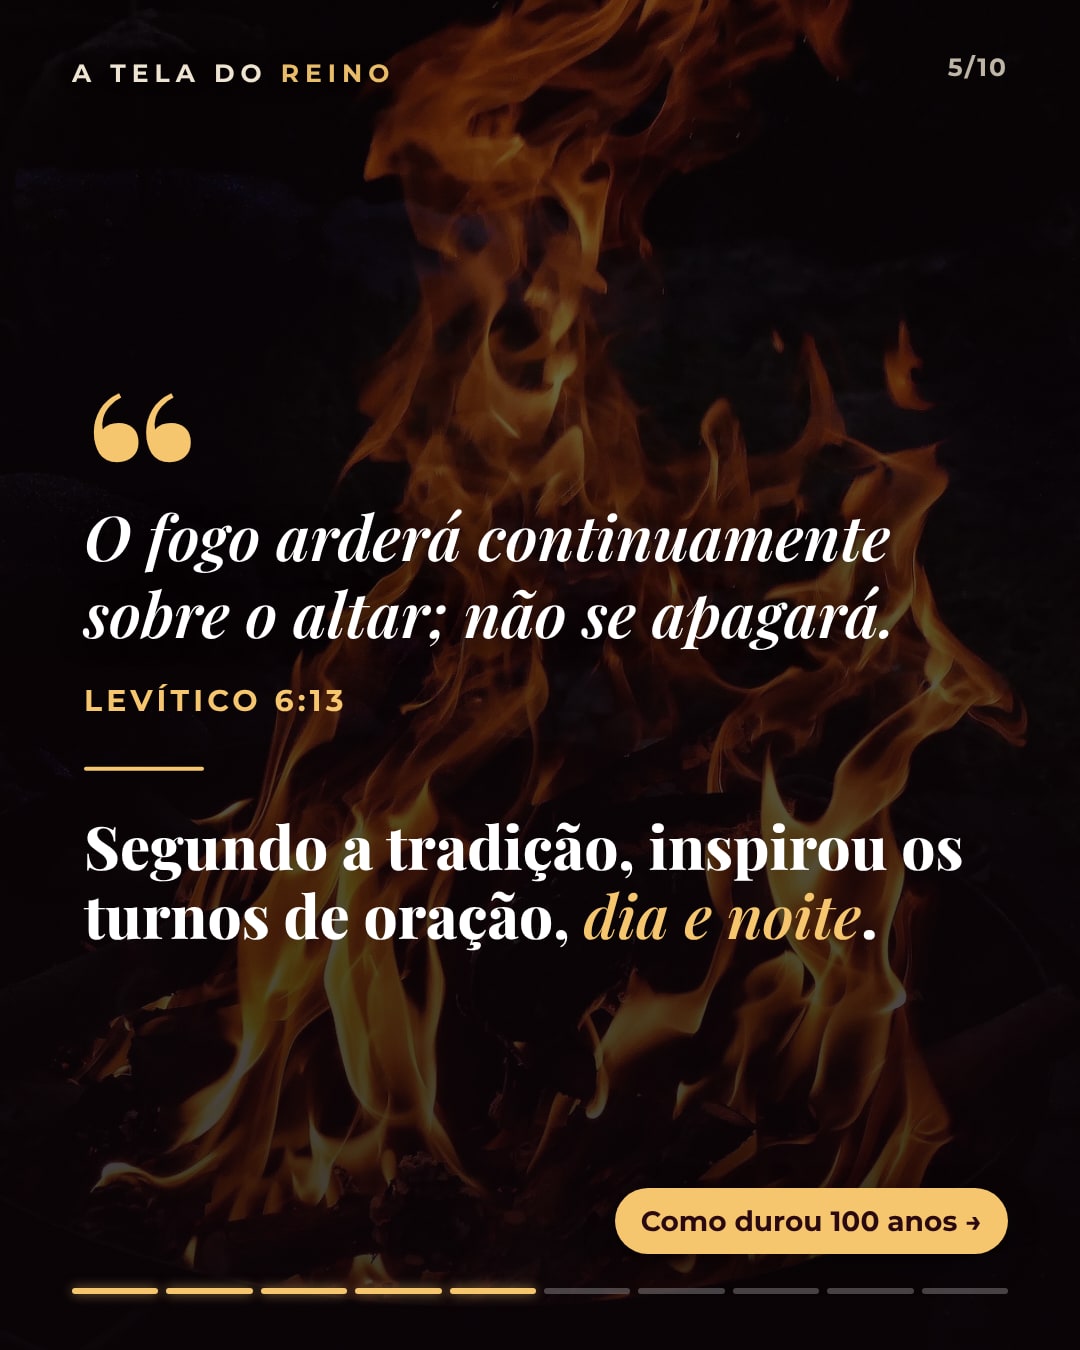 A TELA DO REINO
5/10
“
O fogo arderá continuamente
sobre o altar; não se apagará.
LEVÍTICO 6:13
Segundo a tradição, inspirou os
turnos de oração, dia e noite.
Como durou 100 anos →